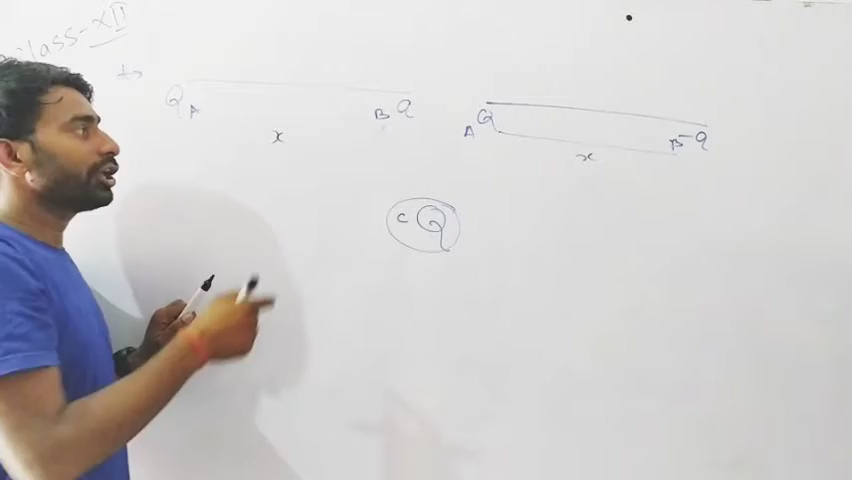 Class-XII
Q A B Q
x
A Q B -Q
x
C Q